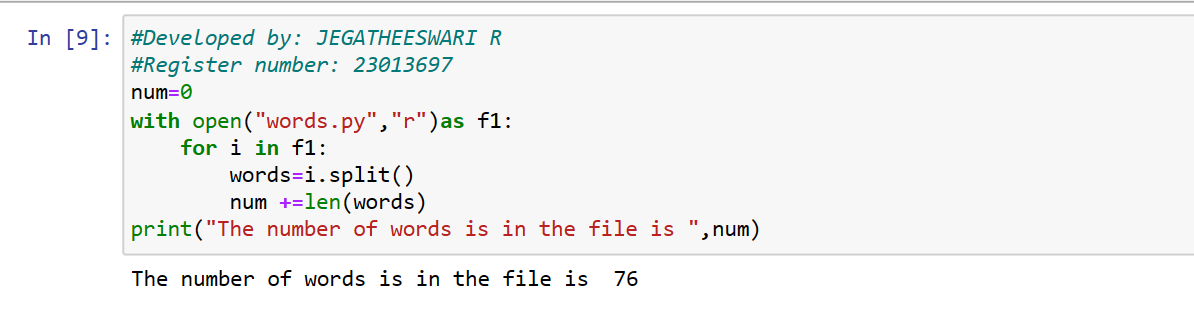 In [9]: #Developed by: JEGATHEESWARI R
#Register number: 23013697
num=0
with open("words.py","r")as f1:
    for i in f1:
        words=i.split()
        num +=len(words)
print("The number of words is in the file is ",num)
The number of words is in the file is  76